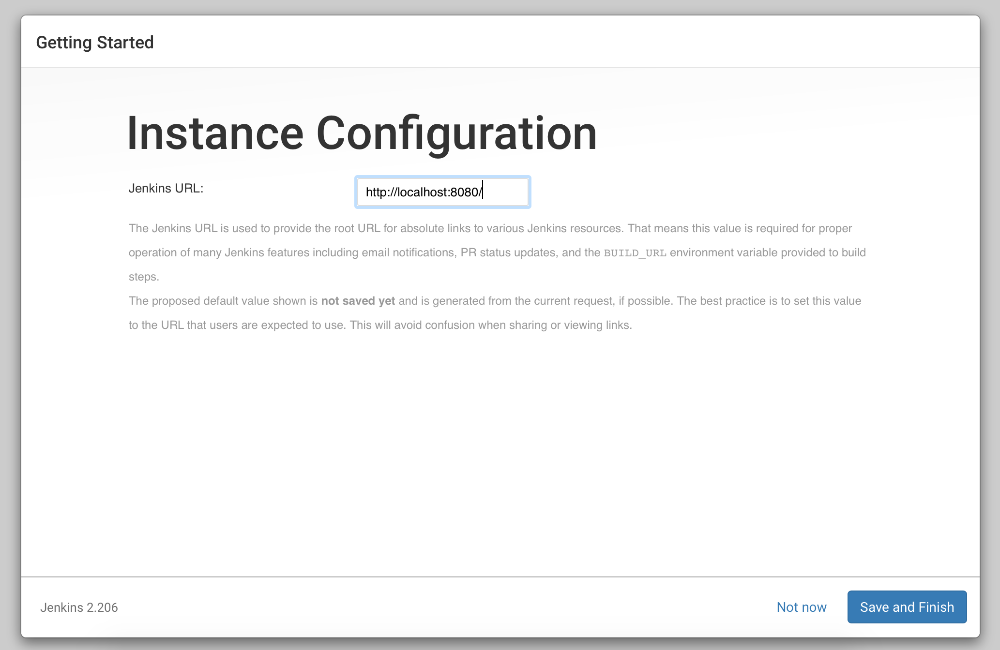 Getting Started
Instance Configuration
Jenkins URL:
http://localhost:8080/
The Jenkins URL is used to provide the root URL for absolute links to various Jenkins resources. That means this value is required for proper
operation of many Jenkins features including email notifications, PR status updates, and the BUILD_URL environment variable provided to build
steps.
The proposed default value shown is not saved yet and is generated from the current request, if possible. The best practice is to set this value
to the URL that users are expected to use. This will avoid confusion when sharing or viewing links.
Jenkins 2.206
Not now
Save and Finish